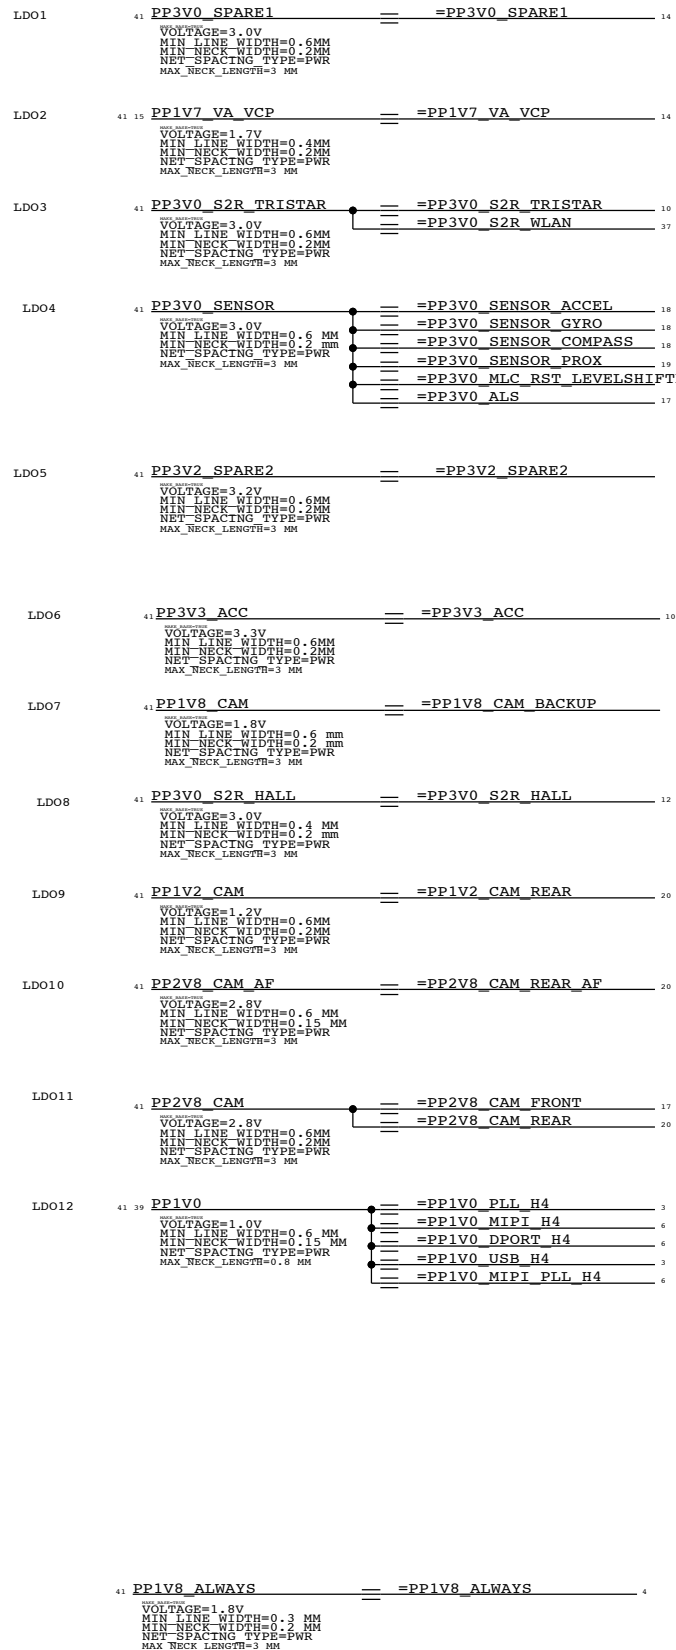 LDO1 41 PP3V0_SPARE1 =PP3V0_SPARE1 14
MAKE_BASE=TRUE
VOLTAGE=3.0V
MIN_LINE_WIDTH=0.6MM
MIN_NECK_WIDTH=0.2MM
NET_SPACING_TYPE=PWR
MAX_NECK_LENGTH=3 MM
LDO2 41 15 PP1V7_VA_VCP =PP1V7_VA_VCP 14
MAKE_BASE=TRUE
VOLTAGE=1.7V
MIN_LINE_WIDTH=0.4MM
MIN_NECK_WIDTH=0.2MM
NET_SPACING_TYPE=PWR
MAX_NECK_LENGTH=3 MM
LDO3 41 PP3V0_S2R_TRISTAR =PP3V0_S2R_TRISTAR 10
=PP3V0_S2R_WLAN 37
MAKE_BASE=TRUE
VOLTAGE=3.0V
MIN_LINE_WIDTH=0.6MM
MIN_NECK_WIDTH=0.2MM
NET_SPACING_TYPE=PWR
MAX_NECK_LENGTH=3 MM
LDO4 41 PP3V0_SENSOR =PP3V0_SENSOR_ACCEL 18
MAKE_BASE=TRUE
VOLTAGE=3.0V =PP3V0_SENSOR_GYRO 18
MIN_LINE_WIDTH=0.6 MM
MIN_NECK_WIDTH=0.2 mm =PP3V0_SENSOR_COMPASS 18
NET_SPACING_TYPE=PWR
MAX_NECK_LENGTH=3 MM =PP3V0_SENSOR_PROX 19
=PP3V0_MLC_RST_LEVELSHIFT
=PP3V0_ALS 17
LDO5 41 PP3V2_SPARE2 =PP3V2_SPARE2
MAKE_BASE=TRUE
VOLTAGE=3.2V
MIN_LINE_WIDTH=0.6MM
MIN_NECK_WIDTH=0.2MM
NET_SPACING_TYPE=PWR
MAX_NECK_LENGTH=3 MM
LDO6 41 PP3V3_ACC =PP3V3_ACC 10
MAKE_BASE=TRUE
VOLTAGE=3.3V
MIN_LINE_WIDTH=0.6MM
MIN_NECK_WIDTH=0.2MM
NET_SPACING_TYPE=PWR
MAX_NECK_LENGTH=3 MM
LDO7 41 PP1V8_CAM =PP1V8_CAM_BACKUP
MAKE_BASE=TRUE
VOLTAGE=1.8V
MIN_LINE_WIDTH=0.6 mm
MIN_NECK_WIDTH=0.2 mm
NET_SPACING_TYPE=PWR
MAX_NECK_LENGTH=3 MM
LDO8 41 PP3V0_S2R_HALL =PP3V0_S2R_HALL 12
MAKE_BASE=TRUE
VOLTAGE=3.0V
MIN_LINE_WIDTH=0.4 MM
MIN_NECK_WIDTH=0.2 mm
NET_SPACING_TYPE=PWR
MAX_NECK_LENGTH=3 MM
LDO9 41 PP1V2_CAM =PP1V2_CAM_REAR 20
MAKE_BASE=TRUE
VOLTAGE=1.2V
MIN_LINE_WIDTH=0.6MM
MIN_NECK_WIDTH=0.2MM
NET_SPACING_TYPE=PWR
MAX_NECK_LENGTH=3 MM
LDO10 41 PP2V8_CAM_AF =PP2V8_CAM_REAR_AF 20
MAKE_BASE=TRUE
VOLTAGE=2.8V
MIN_LINE_WIDTH=0.6 MM
MIN_NECK_WIDTH=0.15 MM
NET_SPACING_TYPE=PWR
MAX_NECK_LENGTH=3 MM
LDO11 41 PP2V8_CAM =PP2V8_CAM_FRONT 17
=PP2V8_CAM_REAR 20
MAKE_BASE=TRUE
VOLTAGE=2.8V
MIN_LINE_WIDTH=0.6MM
MIN_NECK_WIDTH=0.2MM
NET_SPACING_TYPE=PWR
MAX_NECK_LENGTH=3 MM
LDO12 41 39 PP1V0 =PP1V0_PLL_H4 3
MAKE_BASE=TRUE
VOLTAGE=1.0V =PP1V0_MIPI_H4 6
MIN_LINE_WIDTH=0.6 MM
MIN_NECK_WIDTH=0.15 MM =PP1V0_DPORT_H4 6
NET_SPACING_TYPE=PWR
MAX_NECK_LENGTH=0.8 MM =PP1V0_USB_H4 3
=PP1V0_MIPI_PLL_H4 6
41 PP1V8_ALWAYS =PP1V8_ALWAYS 4
MAKE_BASE=TRUE
VOLTAGE=1.8V
MIN_LINE_WIDTH=0.3 MM
MIN_NECK_WIDTH=0.2 MM
NET_SPACING_TYPE=PWR
MAX_NECK_LENGTH=3 MM